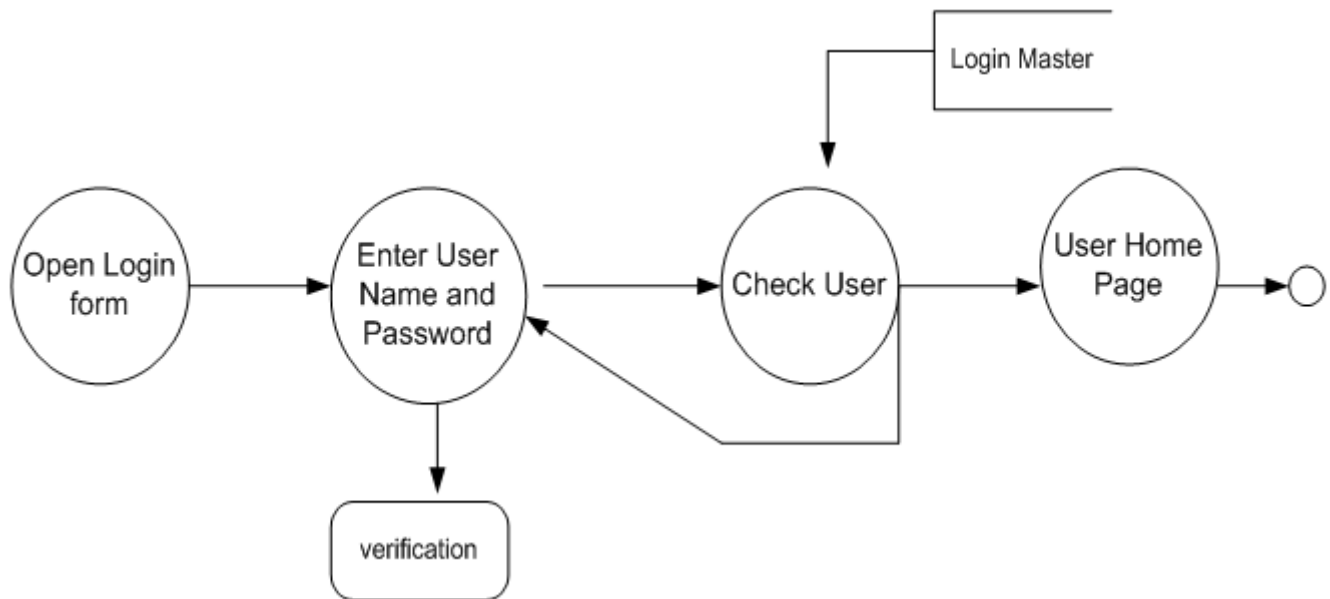 Login Master
Open Login
form
Enter User
Name and
Password
Check User
User Home
Page
verification